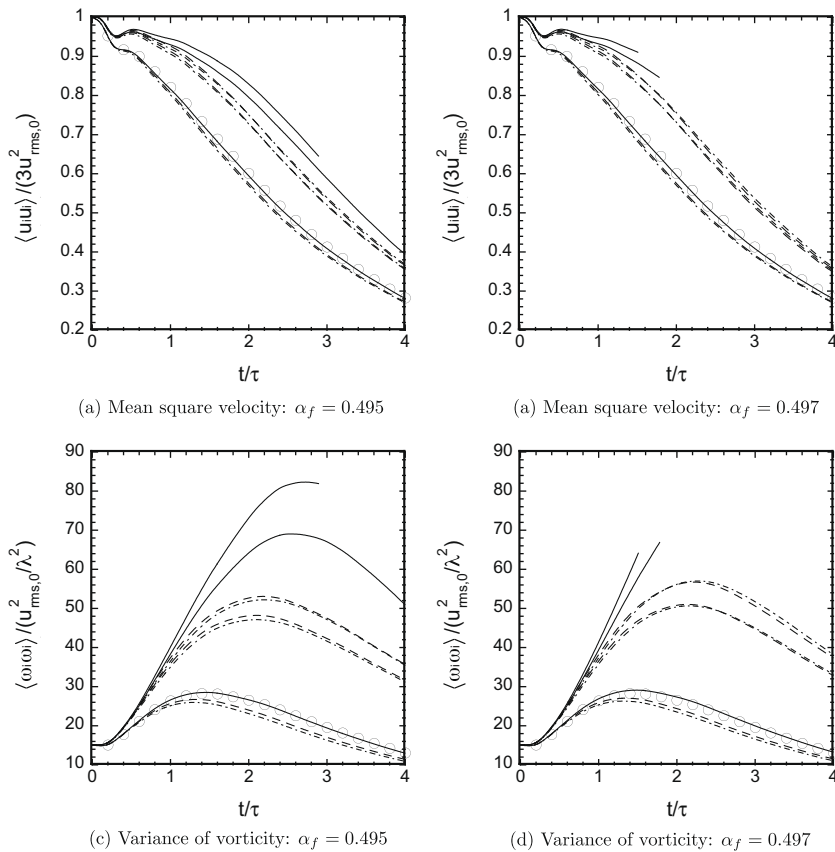 1
0.9
0.8
0.7
0.6
0.5
0.4
0.3
0.2
⟨uᵢuᵢ⟩/(3u²rms,0)
0 1 2 3 4
t/τ
(a) Mean square velocity: α_f = 0.495
1
0.9
0.8
0.7
0.6
0.5
0.4
0.3
0.2
⟨uᵢuᵢ⟩/(3u²rms,0)
0 1 2 3 4
t/τ
(a) Mean square velocity: α_f = 0.497
90
80
70
60
50
40
30
20
10
⟨ωᵢωᵢ⟩/(u²rms,0/λ²)
0 1 2 3 4
t/τ
(c) Variance of vorticity: α_f = 0.495
90
80
70
60
50
40
30
20
10
⟨ωᵢωᵢ⟩/(u²rms,0/λ²)
0 1 2 3 4
t/τ
(d) Variance of vorticity: α_f = 0.497